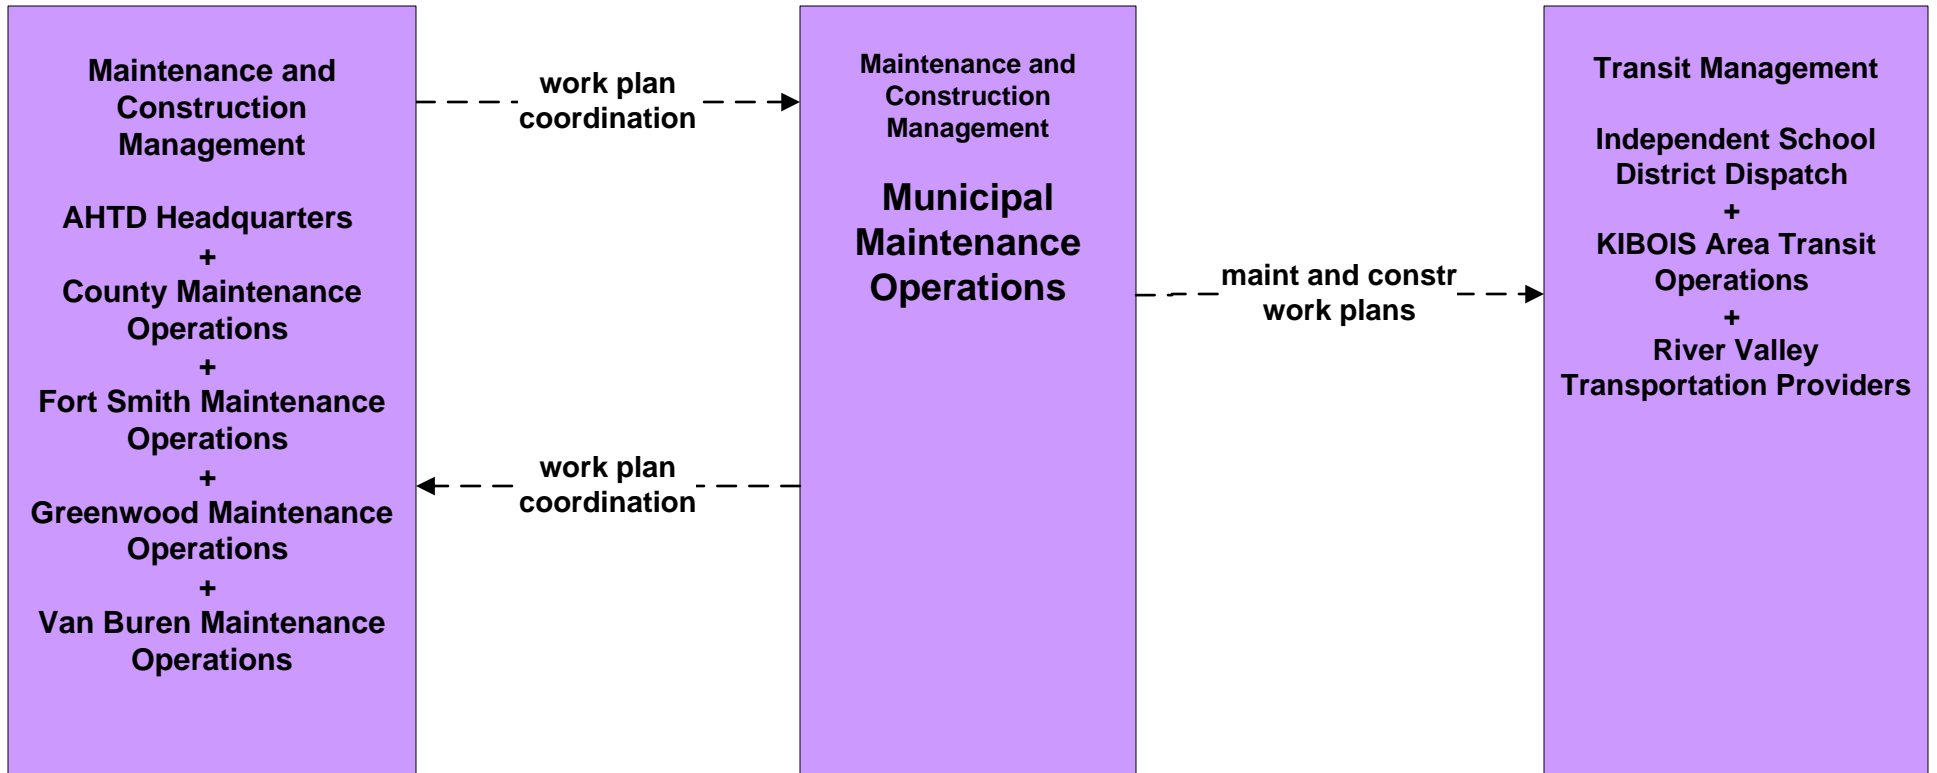 Maintenance and
Construction
Management
AHTD Headquarters
+
County Maintenance
Operations
+
Fort Smith Maintenance
Operations
+
Greenwood Maintenance
Operations
+
Van Buren Maintenance
Operations
work plan
coordination
work plan
coordination
Maintenance and
Construction
Management
Municipal
Maintenance
Operations
maint and constr
work plans
Transit Management
Independent School
District Dispatch
+
KIBOIS Area Transit
Operations
+
River Valley
Transportation Providers